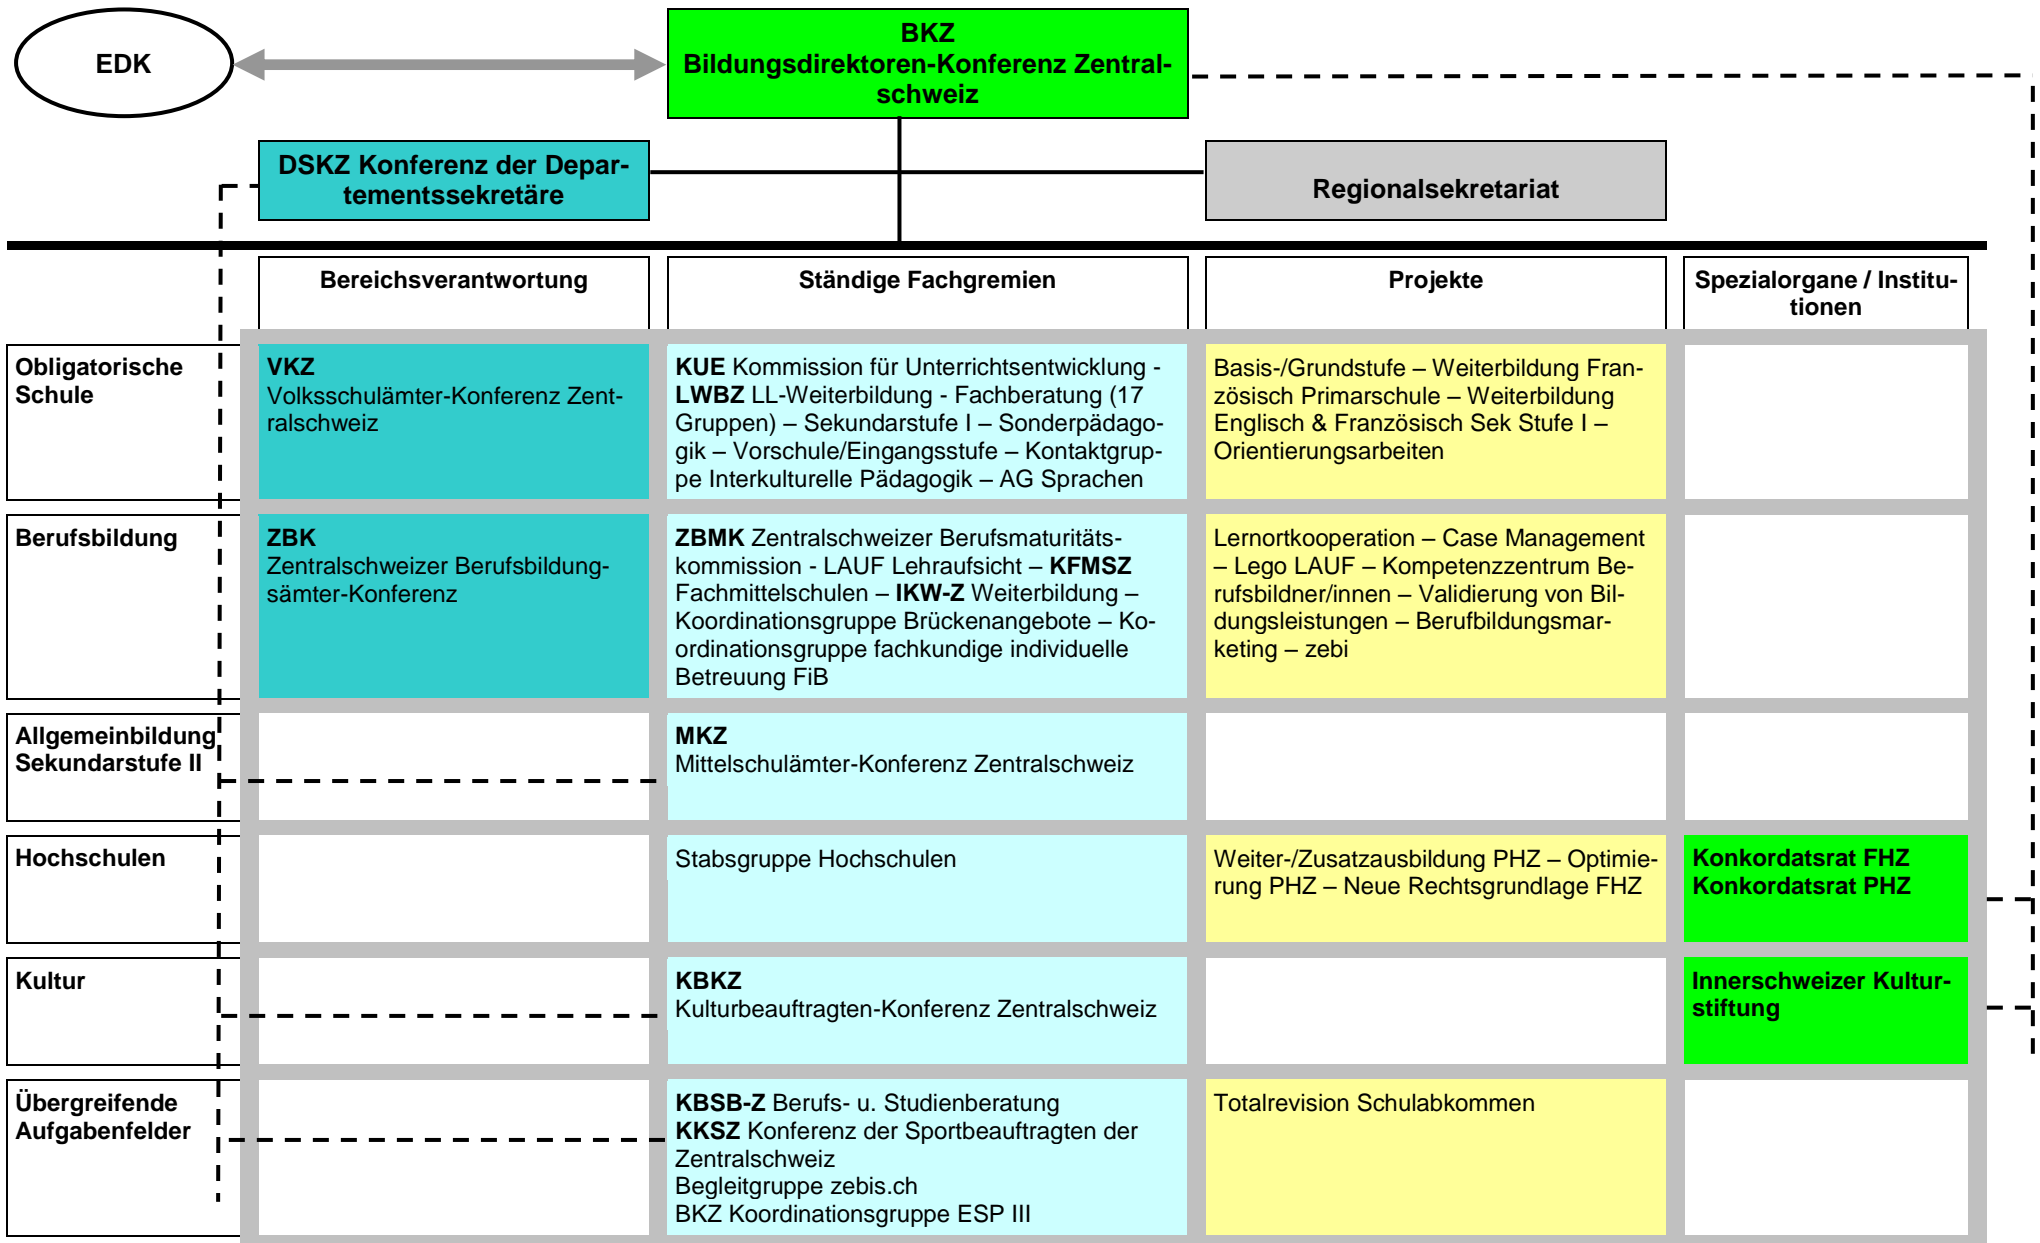 EDK
BKZ
Bildungsdirektoren-Konferenz Zentral-
schweiz
DSKZ Konferenz der Depar-
tementssekretäre
Regionalsekretariat
Bereichsverantwortung
Ständige Fachgremien
Projekte
Spezialorgane / Institu-
tionen
Obligatorische
Schule
VKZ
Volksschulämter-Konferenz Zent-
ralschweiz
KUE Kommission für Unterrichtsentwicklung -
LWBZ LL-Weiterbildung - Fachberatung (17
Gruppen) – Sekundarstufe I – Sonderpädago-
gik – Vorschule/Eingangsstufe – Kontaktgrup-
pe Interkulturelle Pädagogik – AG Sprachen
Basis-/Grundstufe – Weiterbildung Fran-
zösisch Primarschule – Weiterbildung
Englisch & Französisch Sek Stufe I –
Orientierungsarbeiten
Berufsbildung
ZBK
Zentralschweizer Berufsbildung-
sämter-Konferenz
ZBMK Zentralschweizer Berufsmaturitäts-
kommission - LAUF Lehraufsicht – KFMSZ
Fachmittelschulen – IKW-Z Weiterbildung –
Koordinationsgruppe Brückenangebote – Ko-
ordinationsgruppe fachkundige individuelle
Betreuung FiB
Lernortkooperation – Case Management
– Lego LAUF – Kompetenzzentrum Be-
rufsbildner/innen – Validierung von Bil-
dungsleistungen – Berufbildungsmar-
keting – zebi
Allgemeinbildung
Sekundarstufe II
MKZ
Mittelschulämter-Konferenz Zentralschweiz
Hochschulen
Stabsgruppe Hochschulen
Weiter-/Zusatzausbildung PHZ – Optimie-
rung PHZ – Neue Rechtsgrundlage FHZ
Konkordatsrat FHZ
Konkordatsrat PHZ
Kultur
KBKZ
Kulturbeauftragten-Konferenz Zentralschweiz
Innerschweizer Kultur-
stiftung
Übergreifende
Aufgabenfelder
KBSB-Z Berufs- u. Studienberatung
KKSZ Konferenz der Sportbeauftragten der
Zentralschweiz
Begleitgruppe zebis.ch
BKZ Koordinationsgruppe ESP III
Totalrevision Schulabkommen